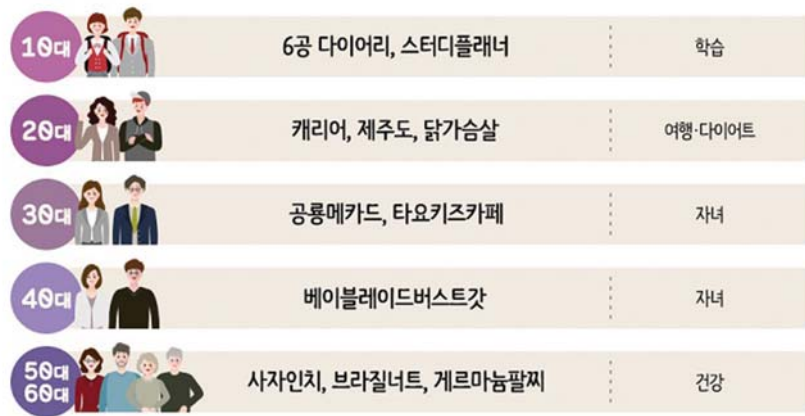 10대
6공 다이어리, 스터디플래너
학습
20대
캐리어, 제주도, 닭가슴살
여행·다이어트
30대
공룡메카드, 타요키즈카페
자녀
40대
베이블레이드버스트갓
자녀
50대
60대
사자인치, 브라질너트, 게르마늄팔찌
건강